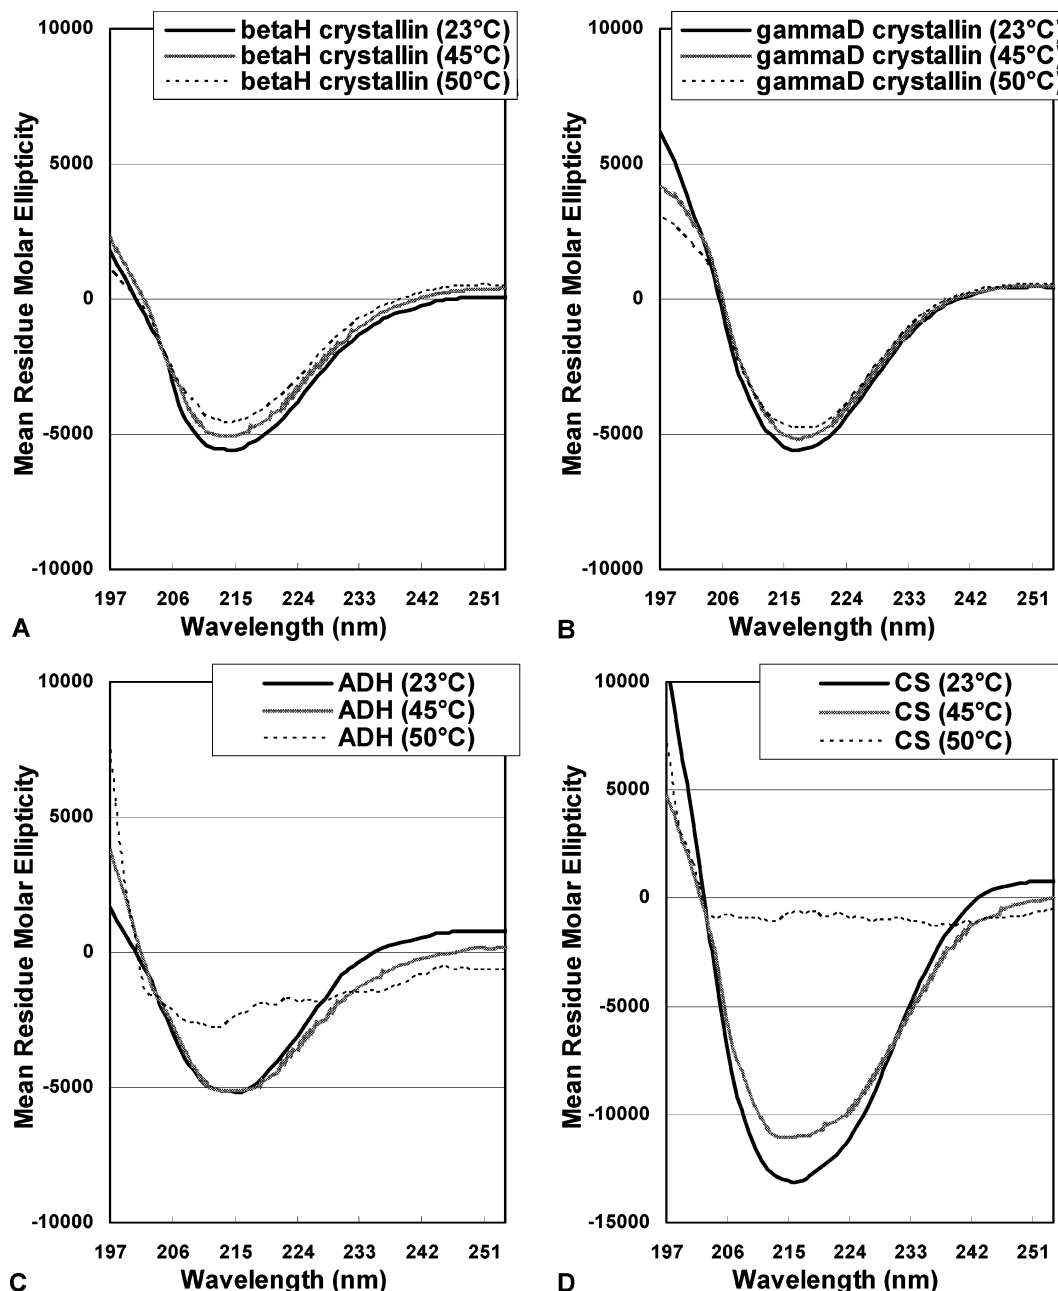 betaH crystallin (23°C)
betaH crystallin (45°C)
betaH crystallin (50°C)
10000
5000
0
-5000
-10000
Mean Residue Molar Ellipticity
197 206 215 224 233 242 251
Wavelength (nm)
A
gammaD crystallin (23°C)
gammaD crystallin (45°C)
gammaD crystallin (50°C)
10000
5000
0
-5000
-10000
Mean Residue Molar Ellipticity
197 206 215 224 233 242 251
Wavelength (nm)
B
ADH (23°C)
ADH (45°C)
ADH (50°C)
10000
5000
0
-5000
-10000
Mean Residue Molar Ellipticity
197 206 215 224 233 242 251
Wavelength (nm)
C
CS (23°C)
CS (45°C)
CS (50°C)
10000
5000
0
-5000
-10000
-15000
Mean Residue Molar Ellipticity
197 206 215 224 233 242 251
Wavelength (nm)
D